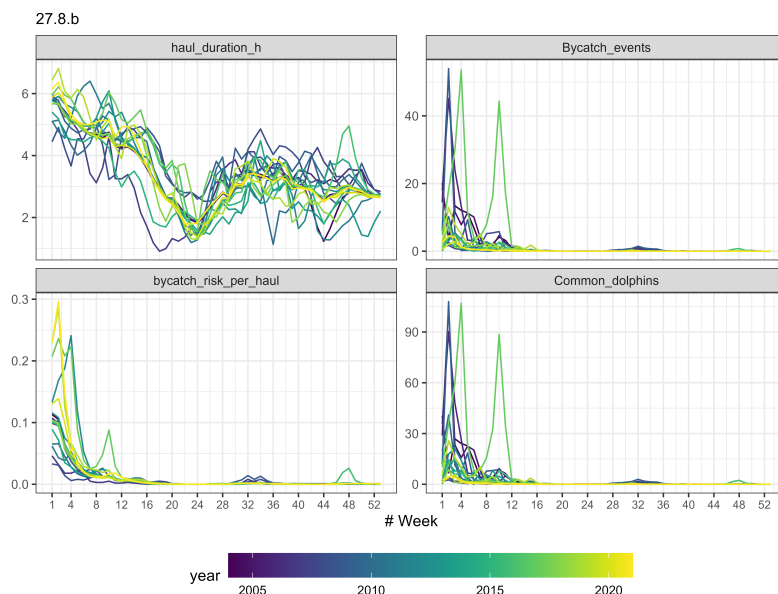 27.8.b
haul_duration_h
Bycatch_events
6
4
2
40
20
0
bycatch_risk_per_haul
Common_dolphins
0.3
0.2
0.1
0.0
90
60
30
0
1 4 8 12 16 20 24 28 32 36 40 44 48 52
1 4 8 12 16 20 24 28 32 36 40 44 48 52
# Week
year
2005 2010 2015 2020